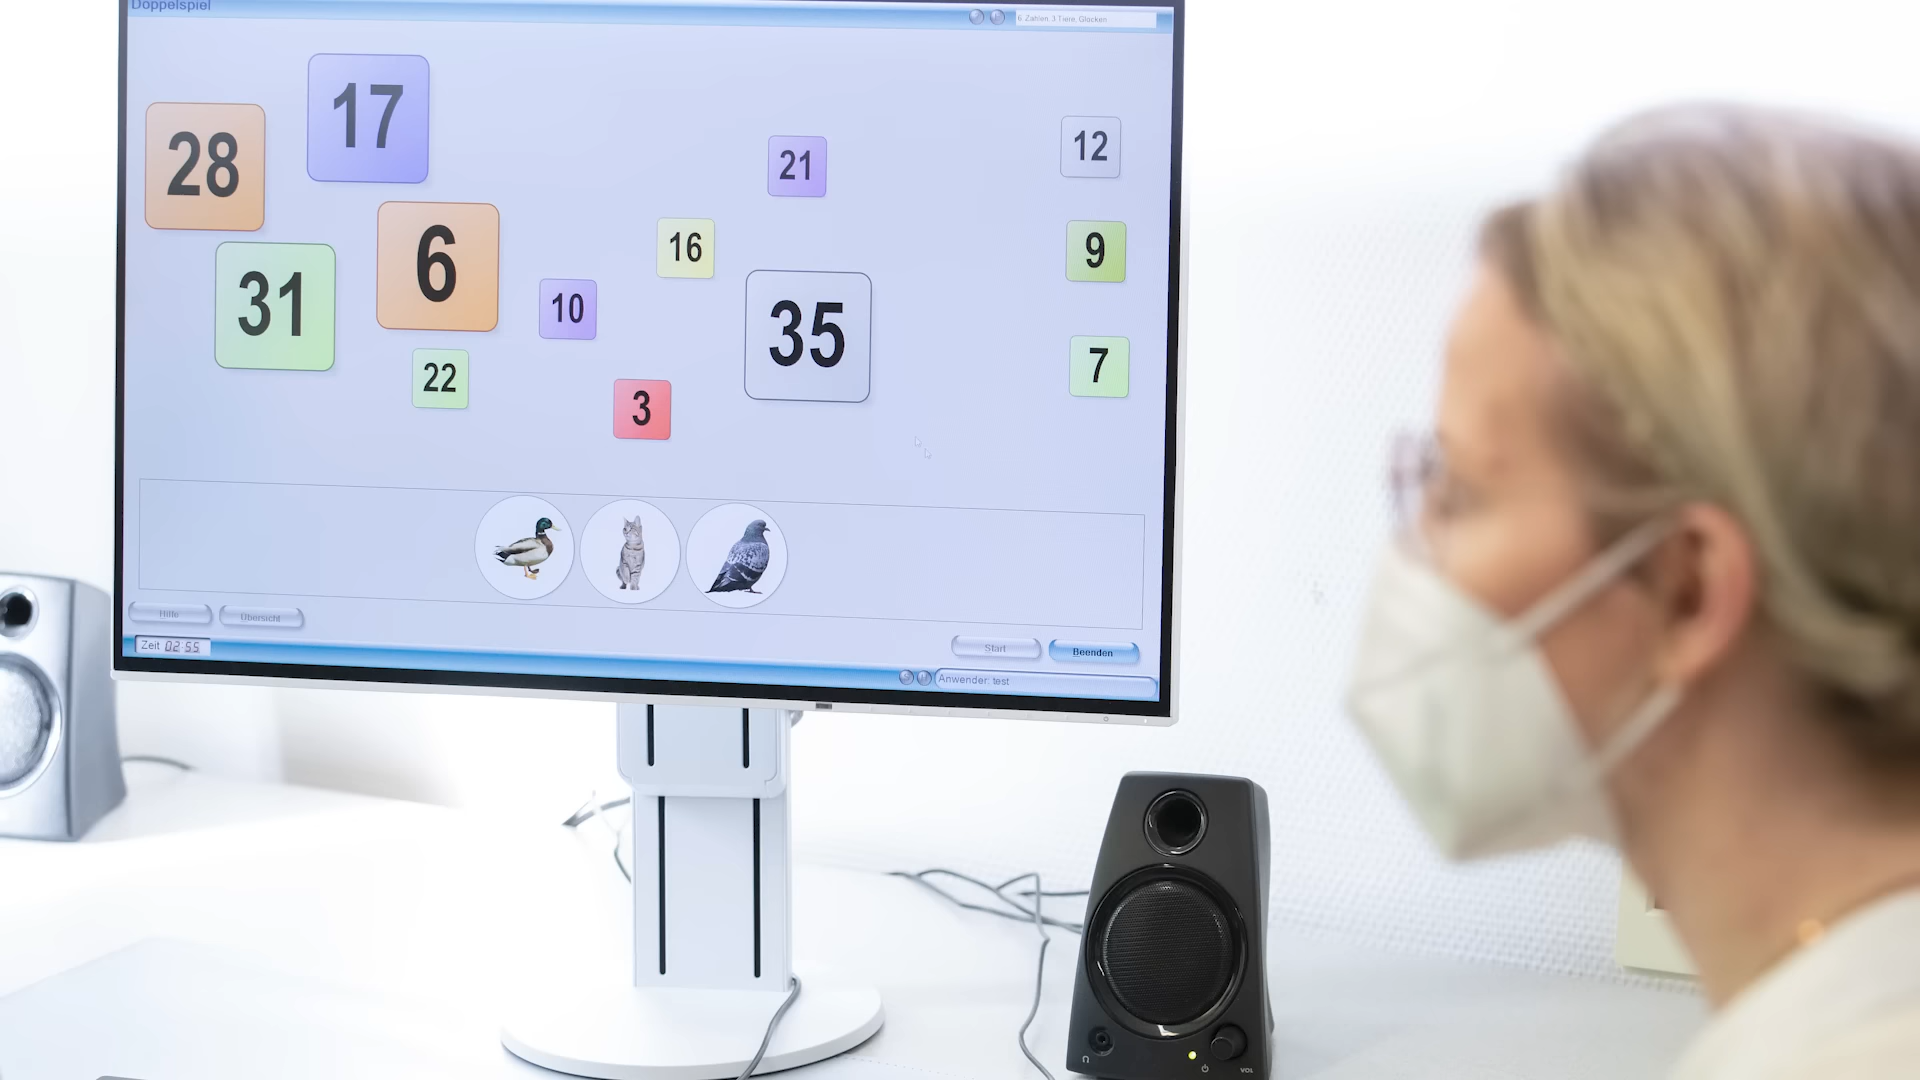 Doppelspiel
6, Zahlen, 3 Tiere, Glocken
17
28
12
21
6
16
9
31
10
35
7
22
3
Hilfe
Übersicht
Zeit 02:55
Start
Beenden
Anwender: test
VOL